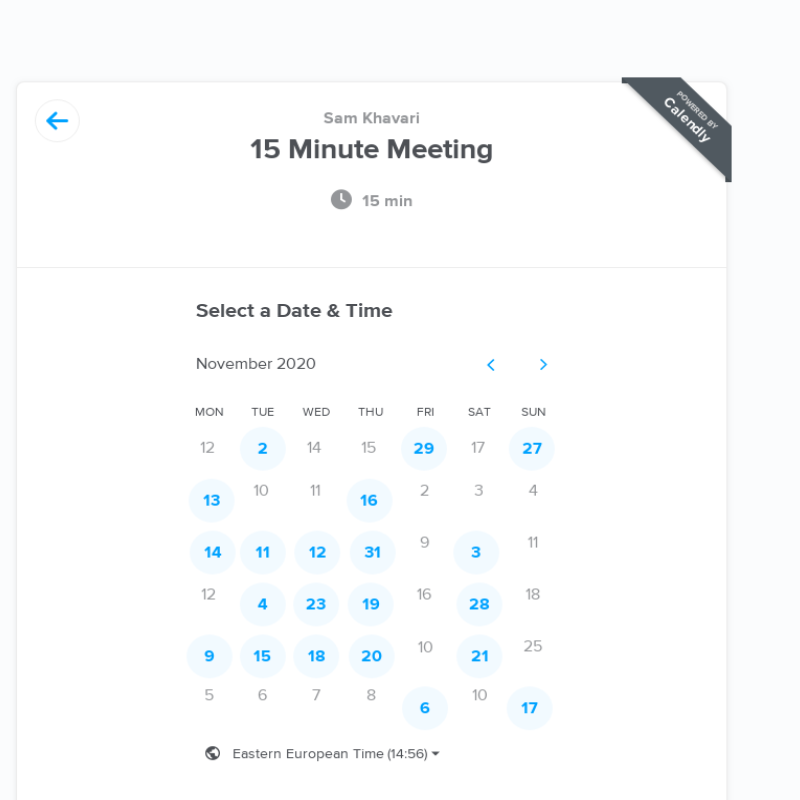 POWERED BY
Calendly
Sam Khavari
15 Minute Meeting
15 min
Select a Date & Time
November 2020
MON TUE WED THU FRI SAT SUN
12 2 14 15 29 17 27
13 10 11 16 2 3 4
14 11 12 31 9 3 11
12 4 23 19 16 28 18
9 15 18 20 10 21 25
5 6 7 8 6 10 17
Eastern European Time (14:56)